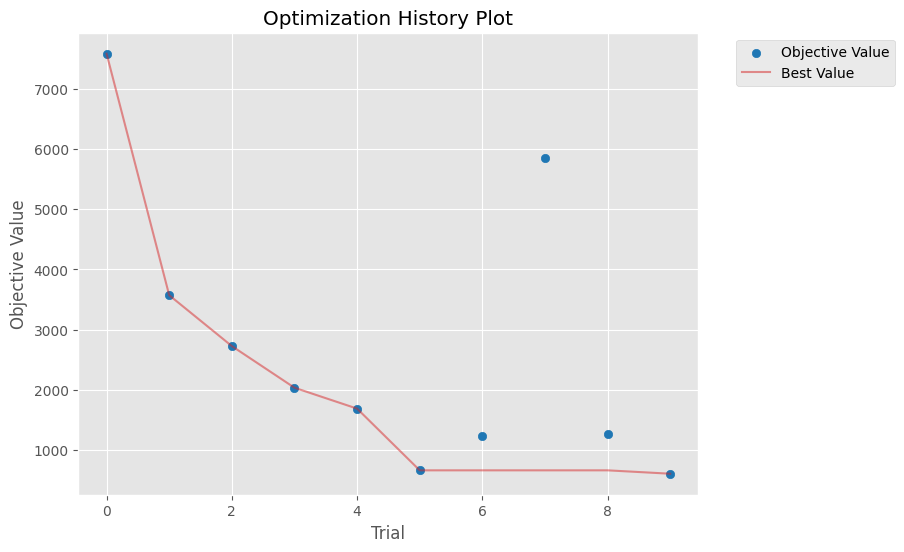 Optimization History Plot
Objective Value
Best Value
7000
6000
5000
4000
3000
2000
1000
Objective Value
0 2 4 6 8
Trial